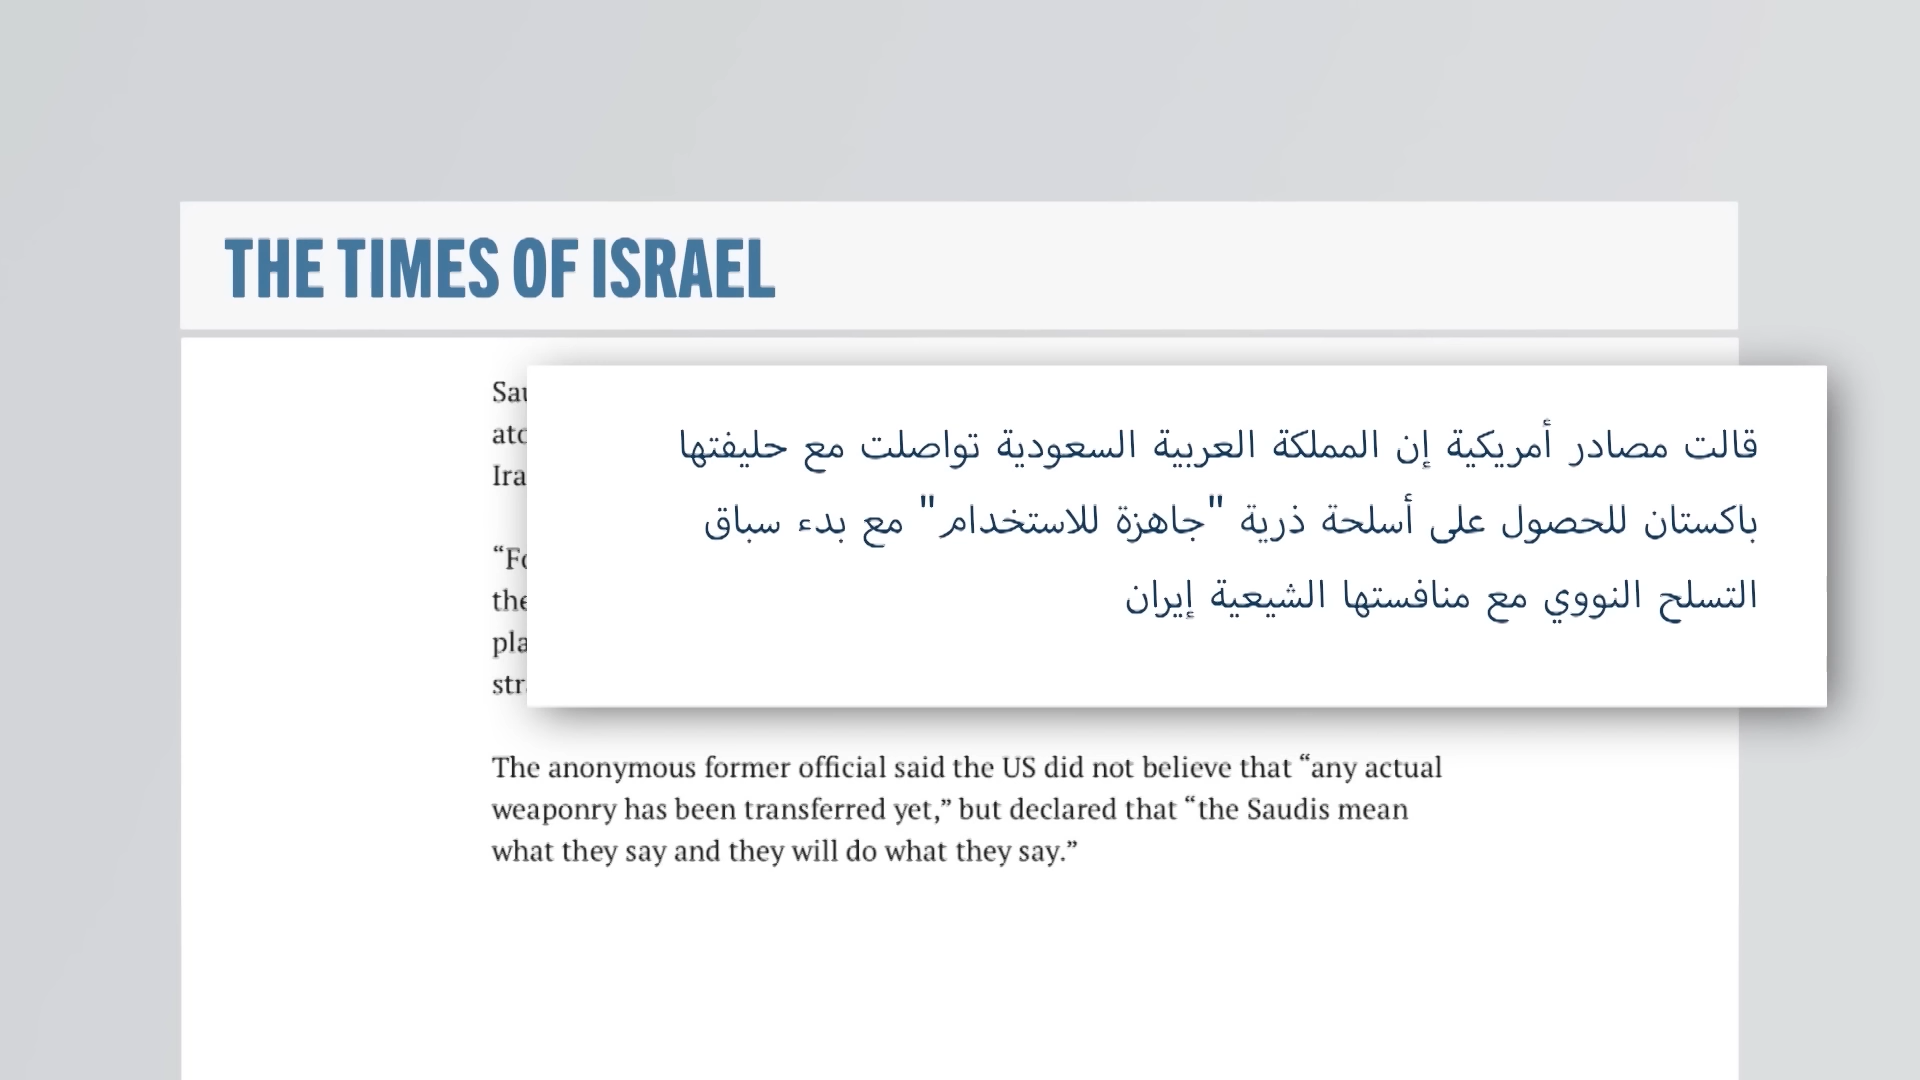 THE TIMES OF ISRAEL
قالت مصادر أمريكية إن المملكة العربية السعودية تواصلت مع حليفتها
باكستان للحصول على أسلحة ذرية "جاهزة للاستخدام" مع بدء سباق
التسلح النووي مع منافستها الشيعية إيران
The anonymous former official said the US did not believe that “any actual
weaponry has been transferred yet,” but declared that “the Saudis mean
what they say and they will do what they say.”